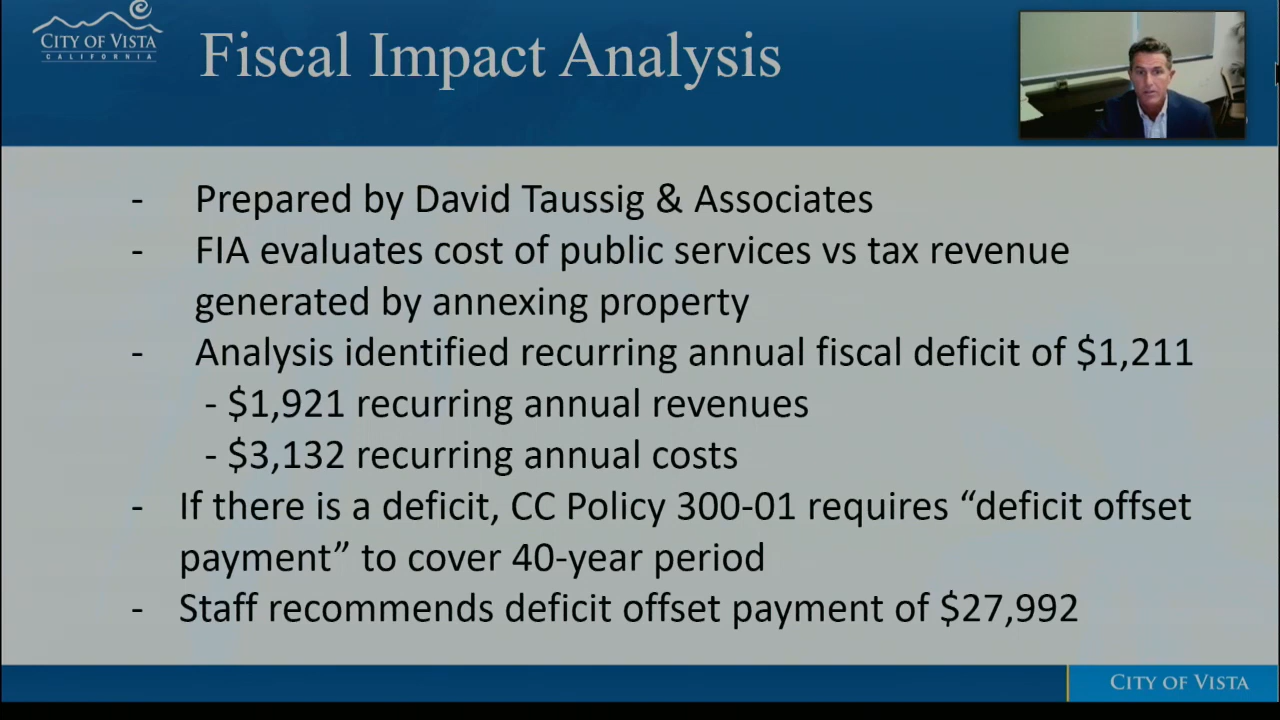 CITY OF VISTA
CALIFORNIA
Fiscal Impact Analysis
- Prepared by David Taussig & Associates
- FIA evaluates cost of public services vs tax revenue
generated by annexing property
- Analysis identified recurring annual fiscal deficit of $1,211
- $1,921 recurring annual revenues
- $3,132 recurring annual costs
- If there is a deficit, CC Policy 300-01 requires “deficit offset
payment” to cover 40-year period
- Staff recommends deficit offset payment of $27,992
CITY OF VISTA